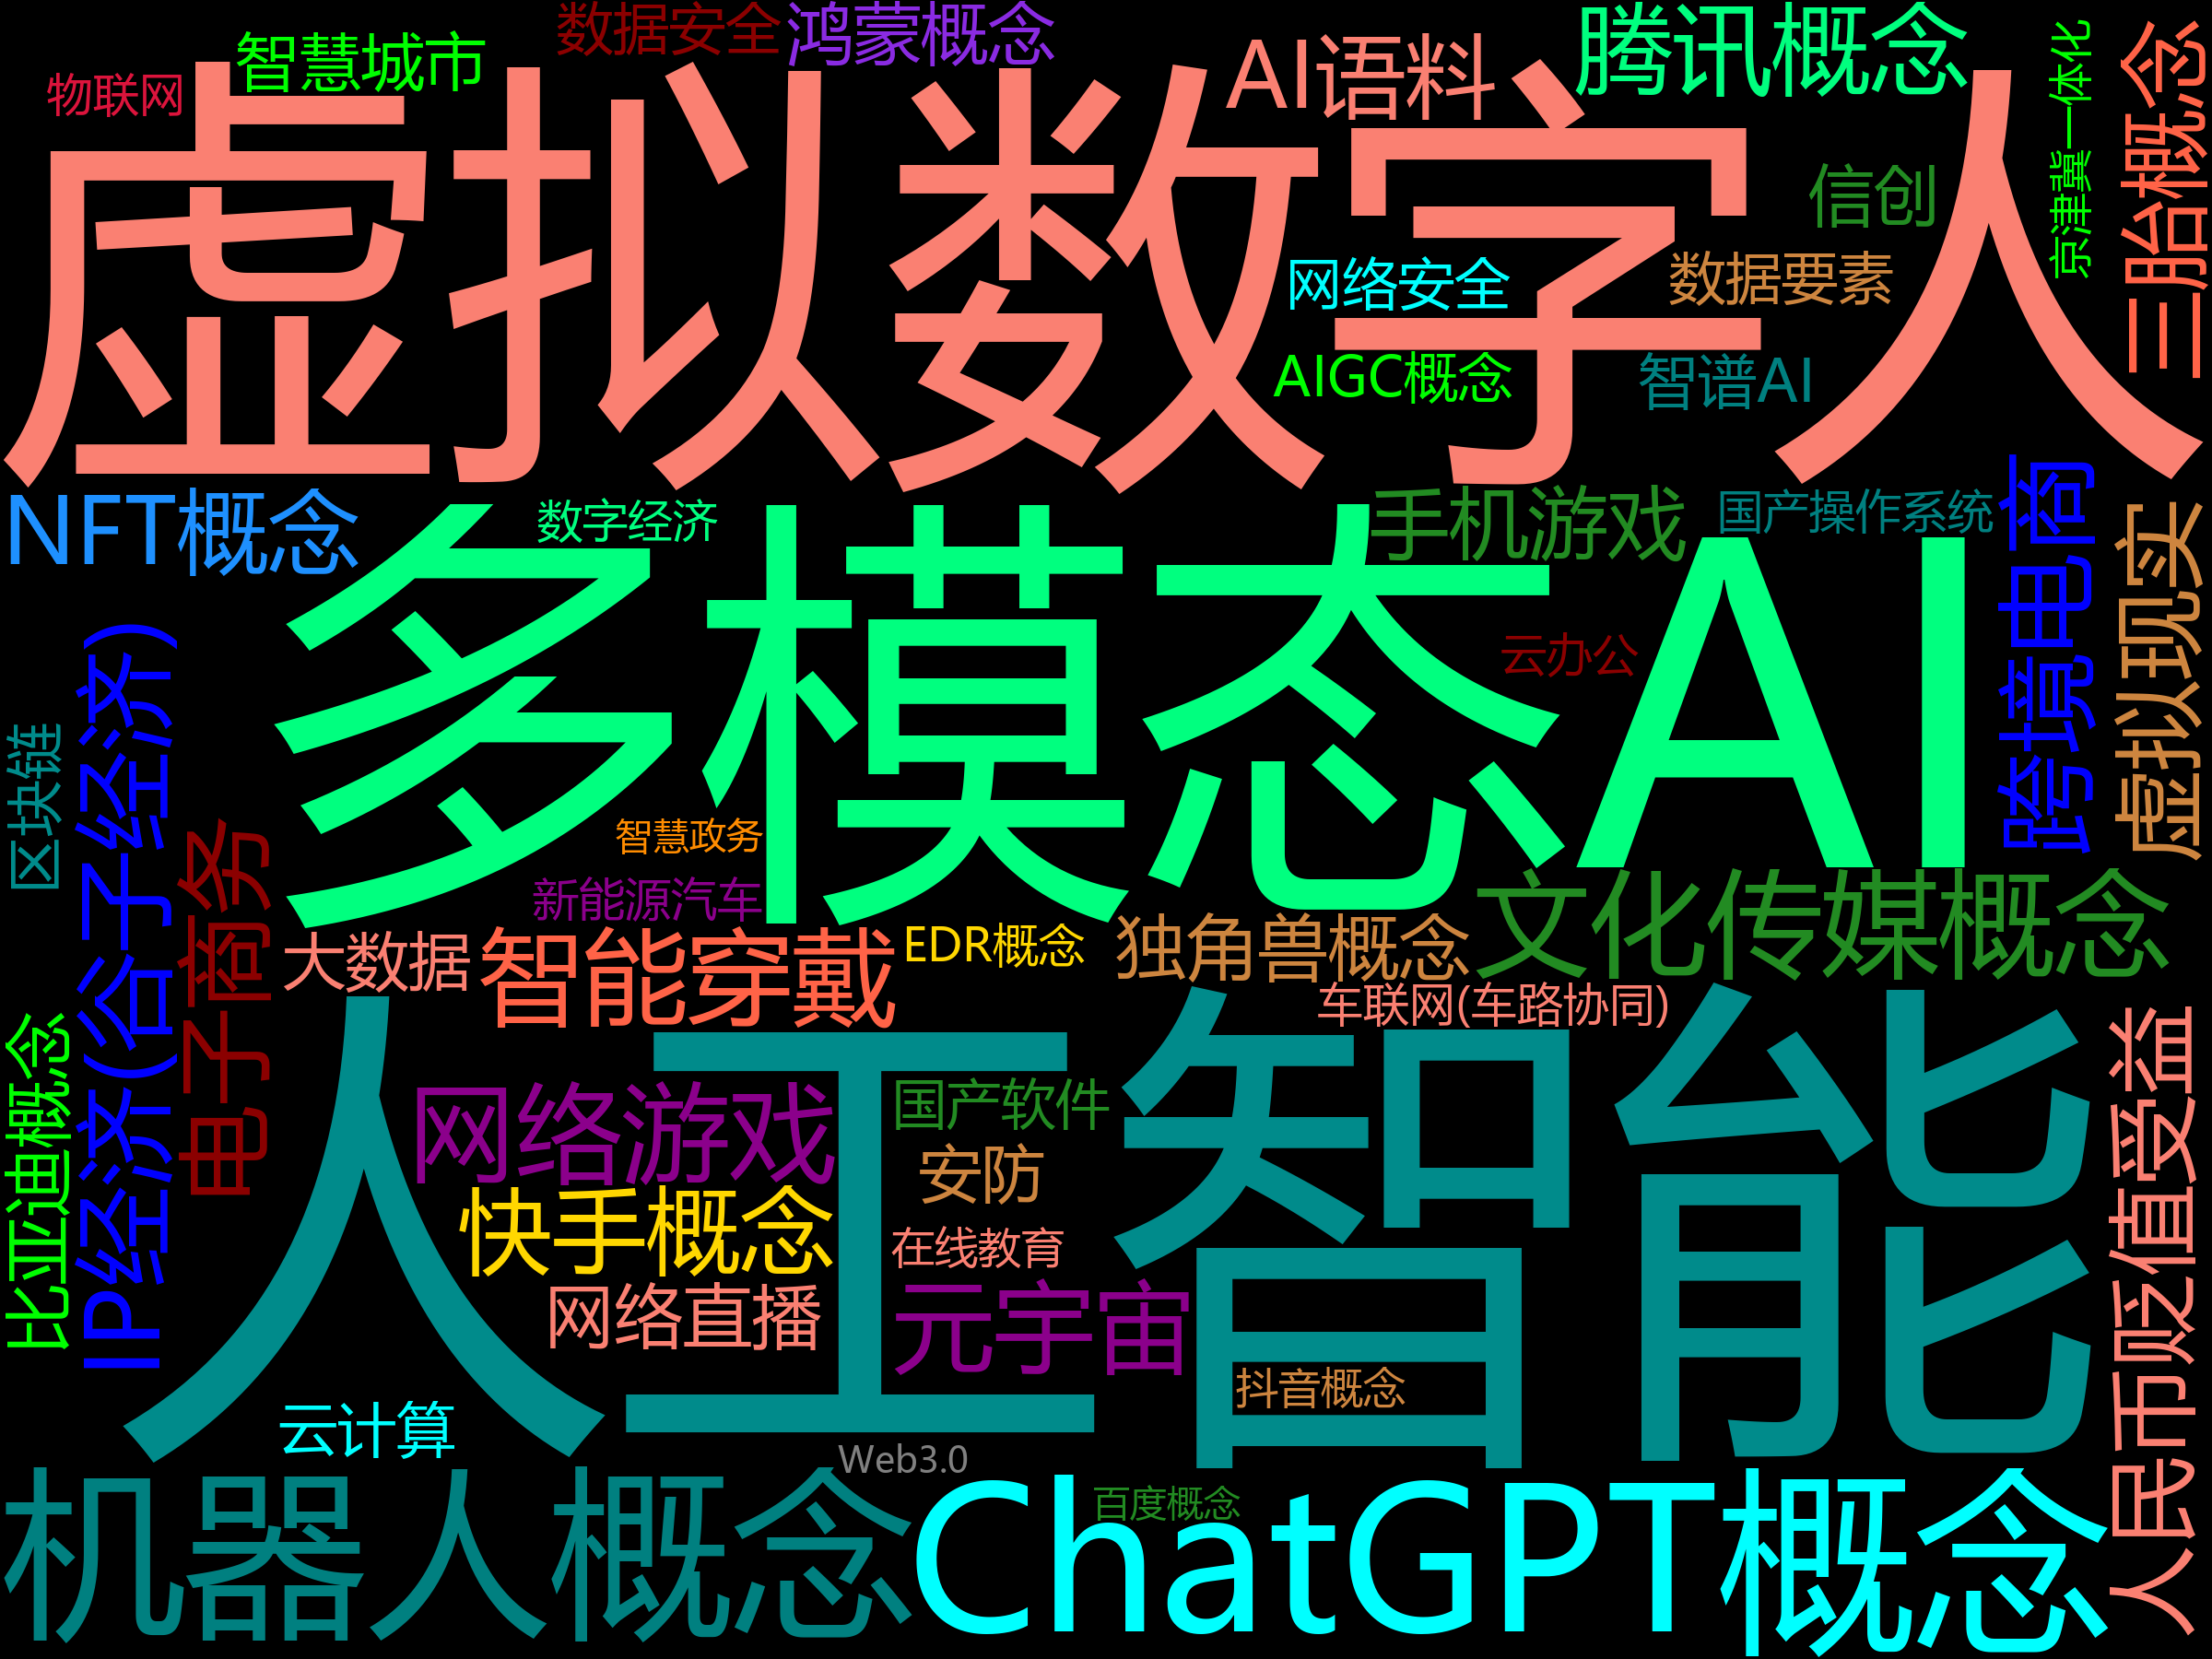 数据安全
鸿蒙概念
腾讯概念
智慧城市
物联网
AI语料
京津冀一体化
三胎概念
虚拟数字人
信创
网络安全
数据要素
AIGC概念
智谱AI
NFT概念
数字经济
手机游戏
国产操作系统
跨境电商
虚拟现实
多模态AI
云办公
区块链
IP经济(谷子经济)
电子商务
智慧政务
新能源汽车
大数据
智能穿戴
EDR概念
独角兽概念
文化传媒概念
车联网(车路协同)
比亚迪概念
人工智能
网络游戏
国产软件
安防
快手概念
在线教育
网络直播
元宇宙
抖音概念
人民币贬值受益
云计算
Web3.0
百度概念
机器人概念
ChatGPT概念